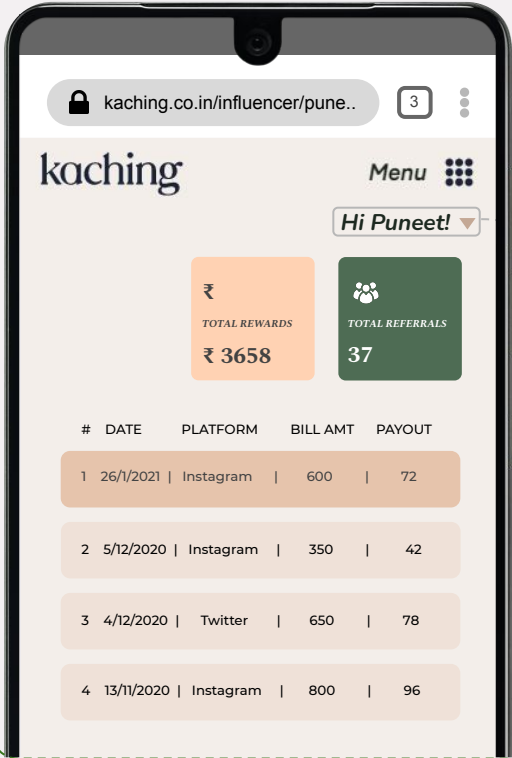 kaching.co.in/influencer/pune.. 3
kaching Menu
Hi Puneet!
₹
TOTAL REWARDS TOTAL REFERRALS
₹ 3658 37
# DATE PLATFORM BILL AMT PAYOUT
1 26/1/2021 | Instagram | 600 | 72
2 5/12/2020 | Instagram | 350 | 42
3 4/12/2020 | Twitter | 650 | 78
4 13/11/2020 | Instagram | 800 | 96